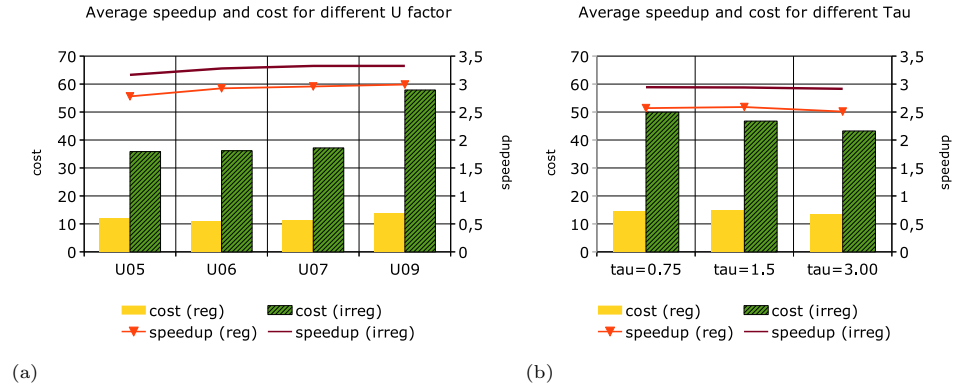 Average speedup and cost for different U factor
70
60
50
40
30
20
10
0
cost
3,5
3
2,5
2
1,5
1
0,5
0
speedup
U05 U06 U07 U09
cost (reg) cost (irreg)
speedup (reg) speedup (irreg)
(a)
Average speedup and cost for different Tau
70
60
50
40
30
20
10
0
cost
3,5
3
2,5
2
1,5
1
0,5
0
speedup
tau=0.75 tau=1.5 tau=3.00
cost (reg) cost (irreg)
speedup (reg) speedup (irreg)
(b)